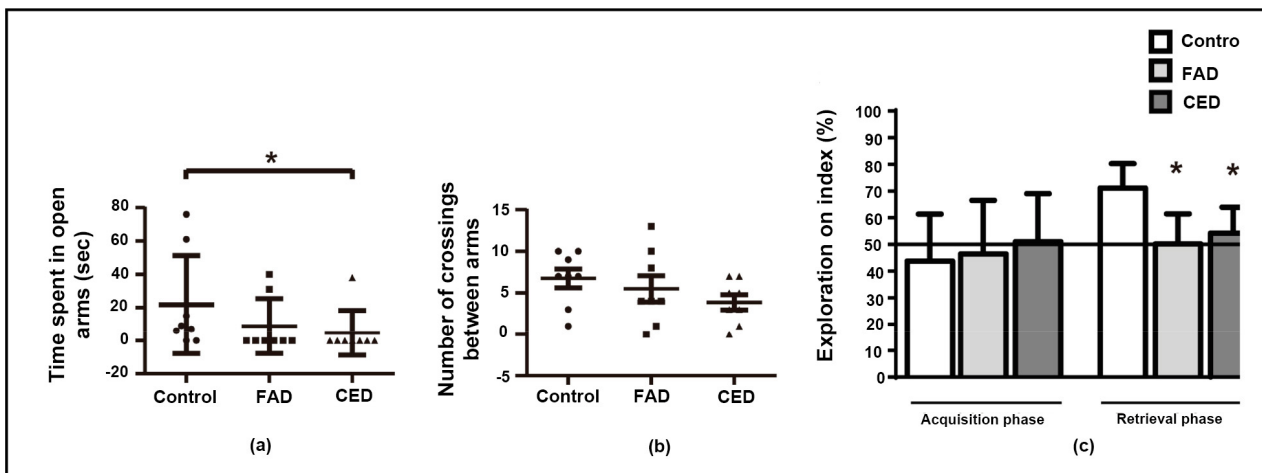 Contro
FAD
CED
*
Time spent in open
arms (sec)
80
60
40
20
0
-20
Control FAD CED
(a)
Number of crossings
between arms
15
10
5
0
-5
Control FAD CED
(b)
Exploration on index (%)
100
90
80
70
60
50
40
30
20
10
0
* *
Acquisition phase Retrieval phase
(c)